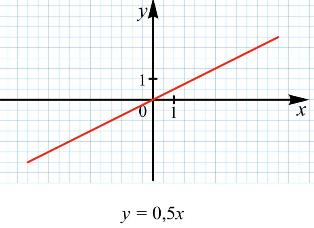 y
1
0 1 x
y = 0,5x